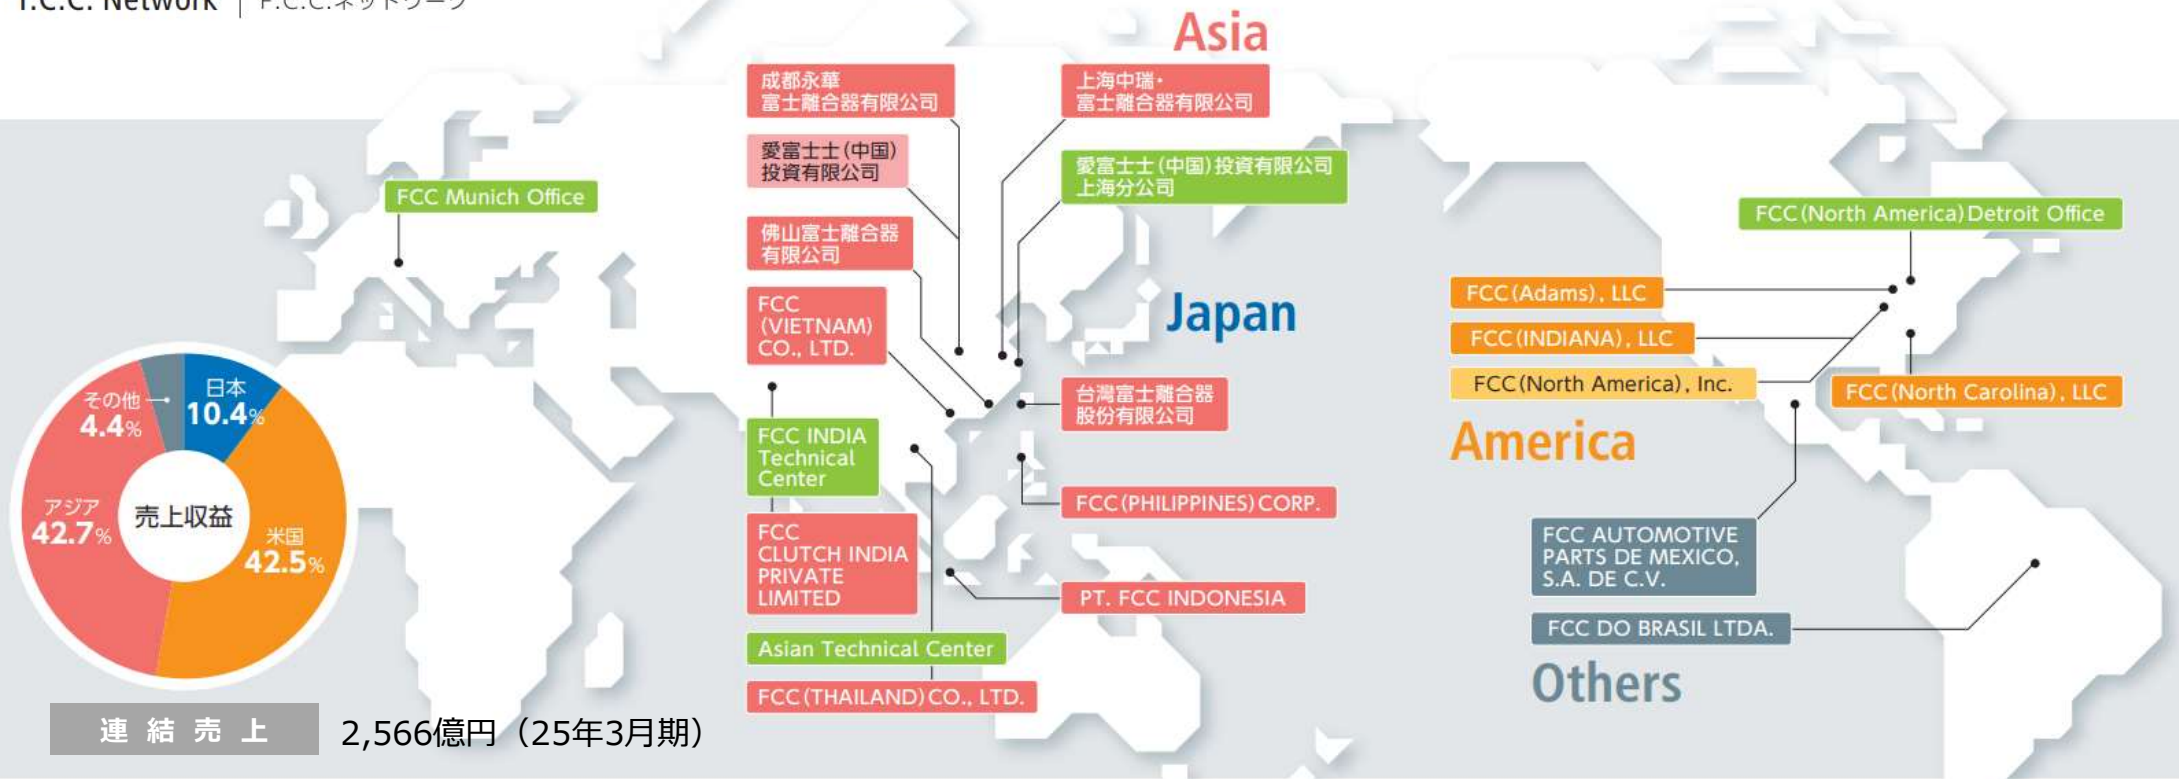 F.C.C. Network | F.C.C.ネットワーク
Asia
成都永華
富士離合器有限公司
上海中瑞・
富士離合器有限公司
愛富士士(中国)
投資有限公司
愛富士士(中国)投資有限公司
上海分公司
FCC Munich Office
佛山富士離合器
有限公司
FCC
(VIETNAM)
CO., LTD.
Japan
台灣富士離合器
股份有限公司
FCC INDIA
Technical
Center
FCC(PHILIPPINES)CORP.
FCC
CLUTCH INDIA
PRIVATE
LIMITED
PT. FCC INDONESIA
Asian Technical Center
FCC(THAILAND)CO., LTD.
FCC(North America)Detroit Office
FCC(Adams), LLC
FCC(INDIANA), LLC
FCC(North America), Inc.
FCC(North Carolina), LLC
America
FCC AUTOMOTIVE
PARTS DE MEXICO,
S.A. DE C.V.
FCC DO BRASIL LTDA.
Others
その他
4.4%
日本
10.4%
アジア
42.7%
売上収益
米国
42.5%
連結売上
2,566億円（25年3月期）